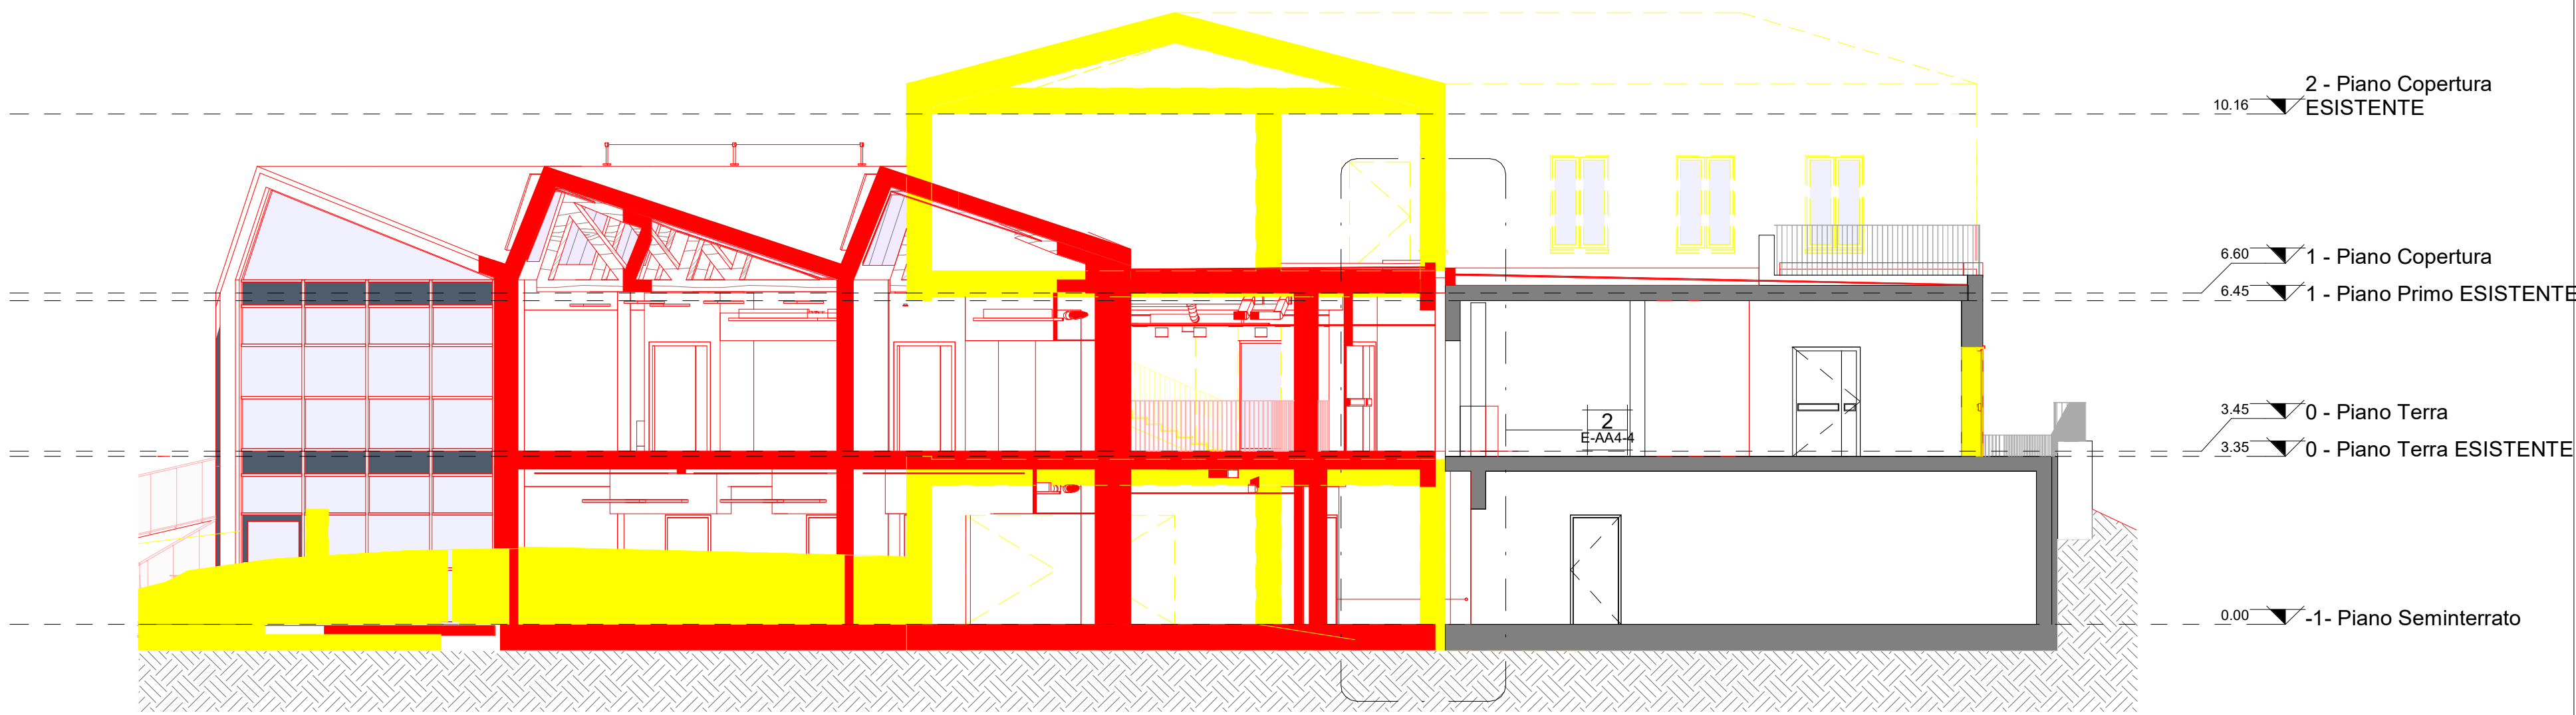 2 - Piano Copertura
10.16 ESISTENTE
6.60 1 - Piano Copertura
6.45 1 - Piano Primo ESISTENTE
3.45 0 - Piano Terra
2
E-AA4-4
3.35 0 - Piano Terra ESISTENTE
0.00 -1- Piano Seminterrato